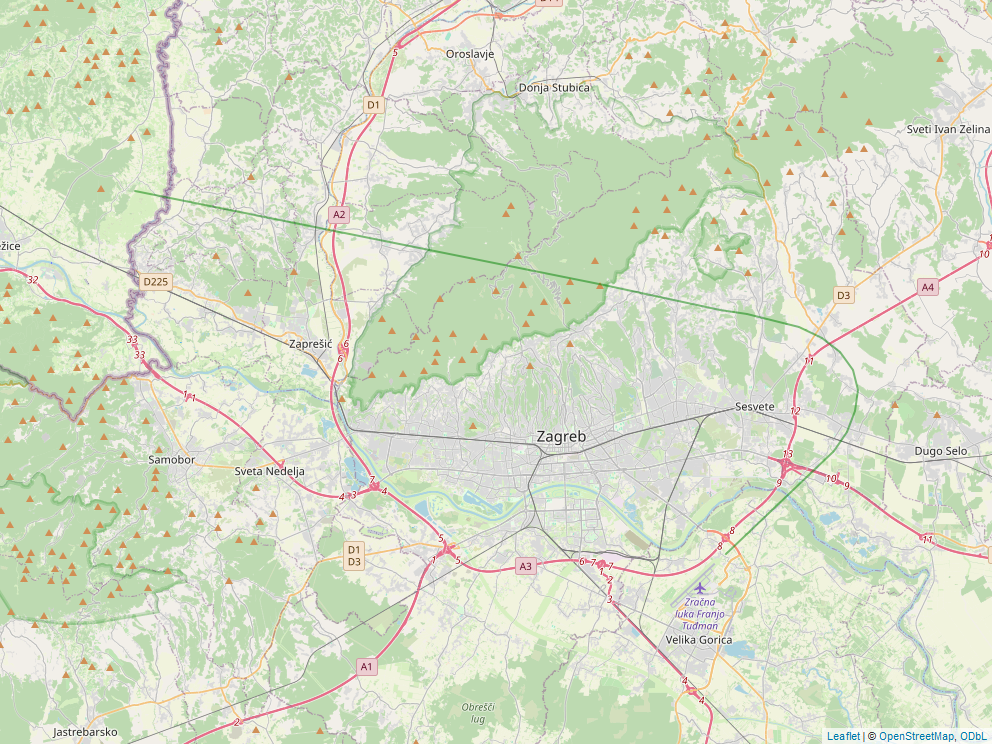 D14
Oroslavje
5
Donja Stubica
D1
Sveti Ivan Zelina
A2
10
ežice
D225
32
A4
D3
33
33
6
6
Zaprešić
11
1 1
12
Sesvete
Zagreb
Dugo Selo
Samobor
Sveta Nedelja
13
9
10
9
7
4 3
4
5
8
8
11
D1
D3
1
5
A3
6 7
7
1
2
3
Zračna
luka Franjo
Tuđman
Velika Gorica
A1
4
4
2
Obrešći
lug
Jastrebarsko
Leaflet | © OpenStreetMap, ODbL